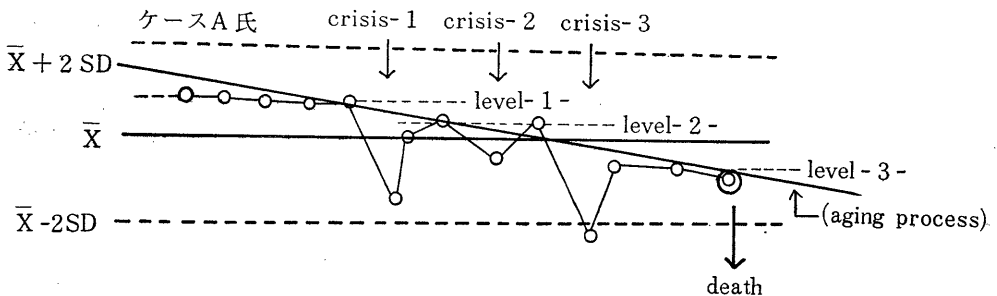 ケースA氏
crisis-1
crisis-2
crisis-3
X̅+2SD
level-1-
level-2-
X̅
level-3-
X̅-2SD
(aging process)
death